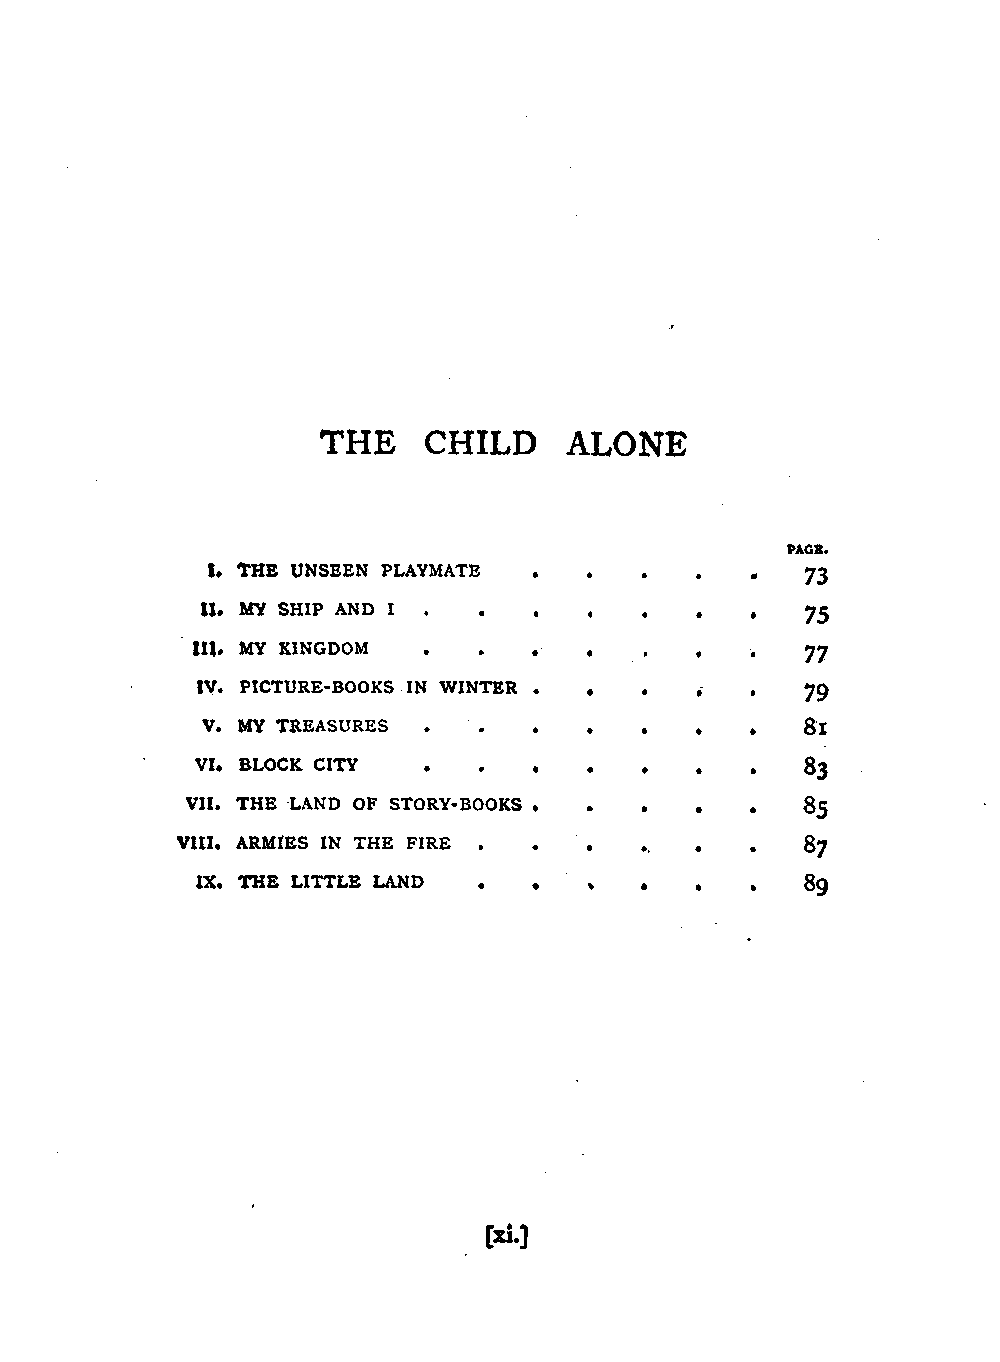 THE CHILD ALONE
PAGE.
I. THE UNSEEN PLAYMATE . . . . . 73
II. MY SHIP AND I . . . . . . . 75
III. MY KINGDOM . . . . . . . 77
IV. PICTURE-BOOKS IN WINTER . . . . . 79
V. MY TREASURES . . . . . . . 81
VI. BLOCK CITY . . . . . . . 83
VII. THE LAND OF STORY-BOOKS . . . . . 85
VIII. ARMIES IN THE FIRE . . . . . . 87
IX. THE LITTLE LAND . . . . . . 89
[xi.]